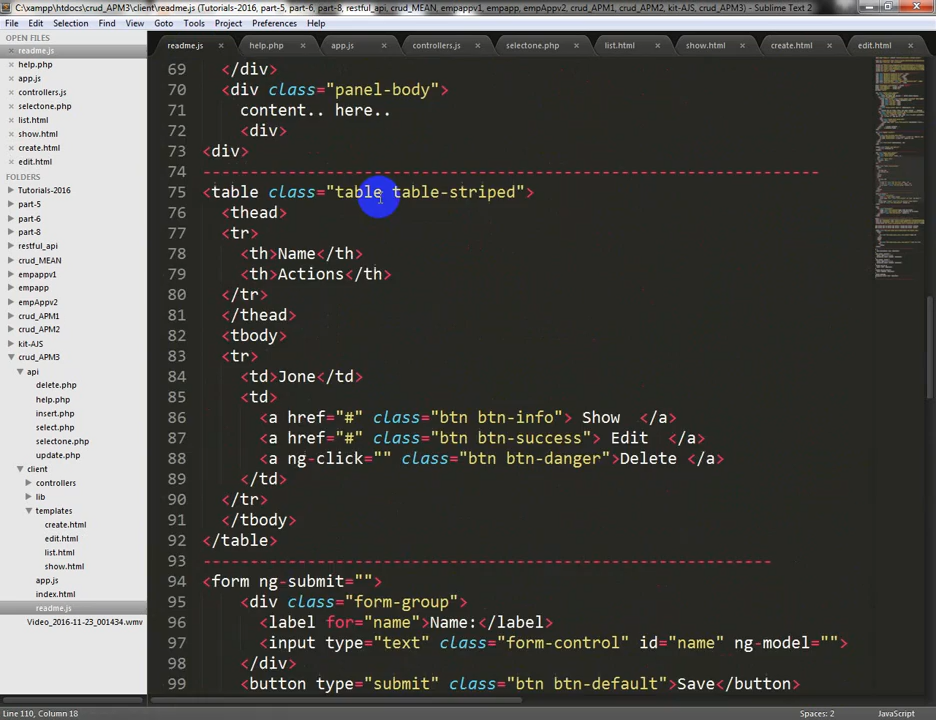 C:\xampp\htdocs\crud_APM3\client\readme.js (Tutorials-2016, part-5, part-6, part-8, restful_api, crud_MEAN, empappv1, empapp, empAppv2, crud_APM1, crud_APM2, kit-AJS, crud_APM3) - Sublime Text 2
File Edit Selection Find View Goto Tools Project Preferences Help
OPEN FILES
readme.js
help.php
app.js
controllers.js
selectone.php
list.html
show.html
create.html
edit.html
FOLDERS
Tutorials-2016
part-5
part-6
part-8
restful_api
crud_MEAN
empappv1
empapp
empAppv2
crud_APM1
crud_APM2
kit-AJS
crud_APM3
api
delete.php
help.php
insert.php
select.php
selectone.php
update.php
client
controllers
lib
templates
create.html
edit.html
list.html
show.html
app.js
index.html
readme.js
Video_2016-11-23_001434.wmv
readme.js × help.php × app.js × controllers.js × selectone.php × list.html × show.html × create.html × edit.html ×
69 </div>
70 <div class="panel-body">
71 content.. here..
72 <div>
73 <div>
74 ------------------------------------------------------------------
75 <table class="table table-striped">
76 <thead>
77 <tr>
78 <th>Name</th>
79 <th>Actions</th>
80 </tr>
81 </thead>
82 <tbody>
83 <tr>
84 <td>Jone</td>
85 <td>
86 <a href="#" class="btn btn-info"> Show </a>
87 <a href="#" class="btn btn-success"> Edit </a>
88 <a ng-click="" class="btn btn-danger">Delete </a>
89 </td>
90 </tr>
91 </tbody>
92 </table>
93 -------------------------------------------------------------
94 <form ng-submit="">
95 <div class="form-group">
96 <label for="name">Name:</label>
97 <input type="text" class="form-control" id="name" ng-model="">
98 </div>
99 <button type="submit" class="btn btn-default">Save</button>
Line 110, Column 18
Spaces: 2
JavaScript